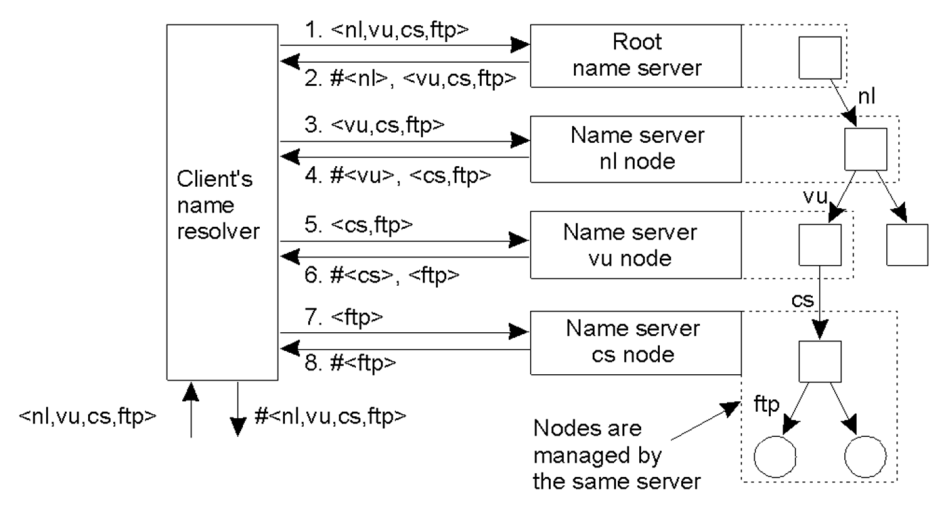 1. <nl,vu,cs,ftp>
Root
name server
2. #<nl>, <vu,cs,ftp>
nl
3. <vu,cs,ftp>
Name server
nl node
4. #<vu>, <cs,ftp>
Client's
name
resolver
vu
5. <cs,ftp>
Name server
vu node
6. #<cs>, <ftp>
cs
7. <ftp>
Name server
cs node
8. #<ftp>
<nl,vu,cs,ftp>
#<nl,vu,cs,ftp>
ftp
Nodes are
managed by
the same server